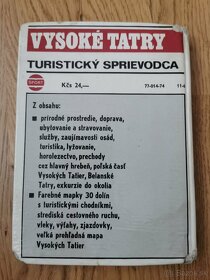 VYSOKÉ TATRY
TURISTICKÝ SPRIEVODCA
ŠPORT
Kčs 24,—
77-014-74
Z obsahu:
• prírodné prostredie, doprava,
ubytovanie a stravovanie,
služby, zaujímavosti osád,
turistika, lyžovanie,
horolezectvo, prechody
cez hlavný hrebeň, poľská časť
Vysokých Tatier, Belanské
Tatry, exkurzie do okolia
• Farebné mapky 30 dolín
s turistickými chodníkmi,
strediská cestovného ruchu,
vleky, výťahy, zjazdovky,
veľká prehľadná mapa
Vysokých Tatier